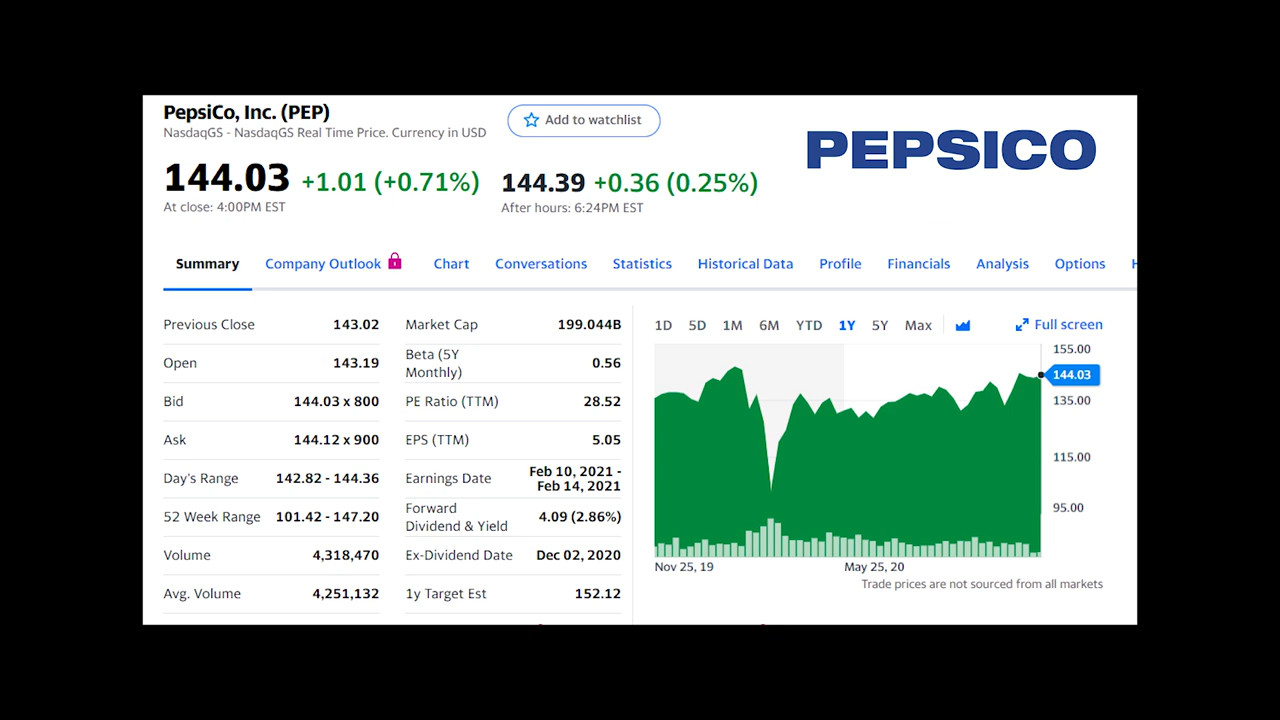 PepsiCo, Inc. (PEP)
NasdaqGS - NasdaqGS Real Time Price. Currency in USD
Add to watchlist
PEPSICO
144.03 +1.01 (+0.71%)
At close: 4:00PM EST
144.39 +0.36 (0.25%)
After hours: 6:24PM EST
Summary Company Outlook Chart Conversations Statistics Historical Data Profile Financials Analysis Options H
Previous Close 143.02
Open 143.19
Bid 144.03 x 800
Ask 144.12 x 900
Day's Range 142.82 - 144.36
52 Week Range 101.42 - 147.20
Volume 4,318,470
Avg. Volume 4,251,132
Market Cap 199.044B
Beta (5Y
Monthly) 0.56
PE Ratio (TTM) 28.52
EPS (TTM) 5.05
Earnings Date Feb 10, 2021 -
Feb 14, 2021
Forward
Dividend & Yield 4.09 (2.86%)
Ex-Dividend Date Dec 02, 2020
1y Target Est 152.12
1D 5D 1M 6M YTD 1Y 5Y Max Full screen
155.00
144.03
135.00
115.00
95.00
Nov 25, 19 May 25, 20
Trade prices are not sourced from all markets